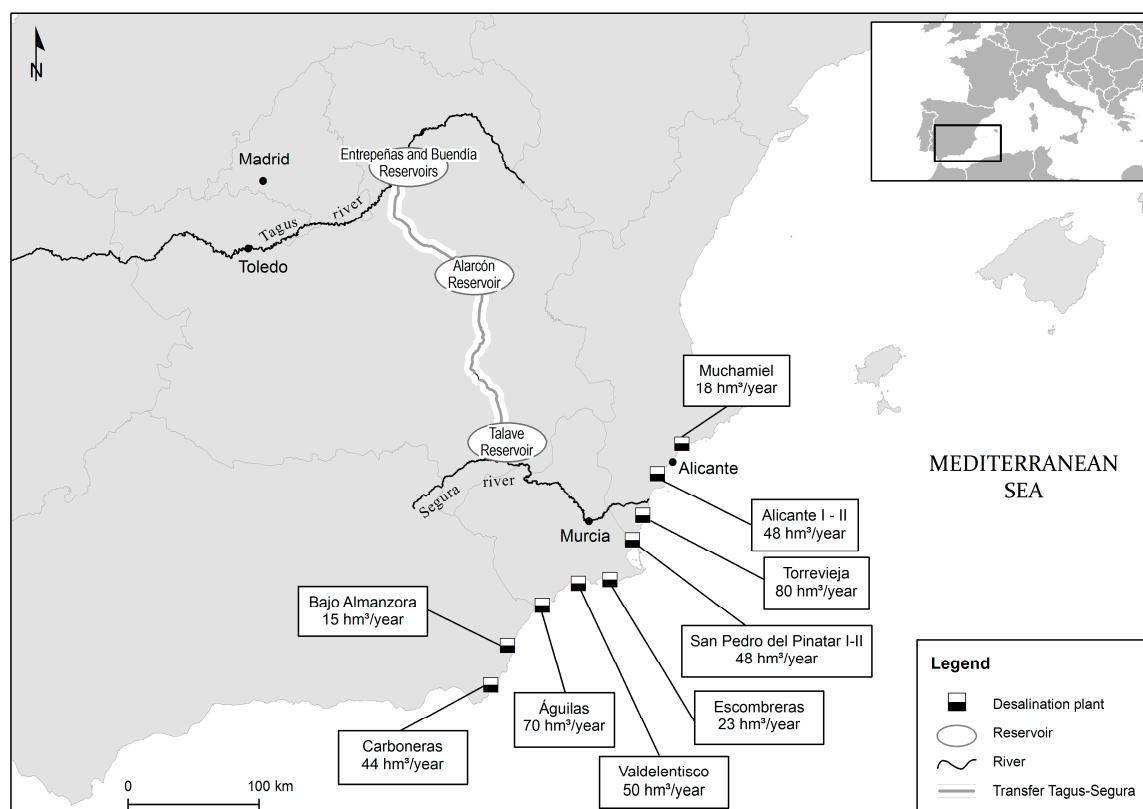 N
Madrid
Entrepeñas and Buendía
Reservoirs
Tagus river
Toledo
Alarcón
Reservoir
Muchamiel
18 hm³/year
Talave
Reservoir
Alicante
MEDITERRANEAN
SEA
Segura river
Alicante I - II
48 hm³/year
Murcia
Torrevieja
80 hm³/year
Bajo Almanzora
15 hm³/year
San Pedro del Pinatar I-II
48 hm³/year
Águilas
70 hm³/year
Escombreras
23 hm³/year
Carboneras
44 hm³/year
Valdelentisco
50 hm³/year
0 100 km
Legend
Desalination plant
Reservoir
River
Transfer Tagus-Segura